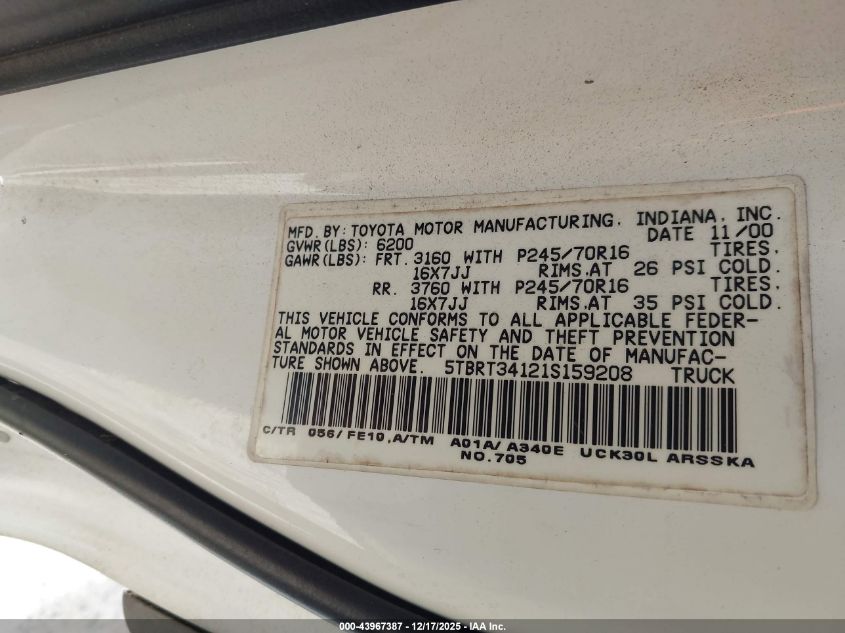 MFD. BY: TOYOTA MOTOR MANUFACTURING. INDIANA, INC.
GVWR(LBS): 6200 DATE 11/00
GAWR(LBS): FRT. 3160 WITH P245/70R16 TIRES.
16X7JJ RIMS.AT 26 PSI COLD.
RR. 3760 WITH P245/70R16 TIRES.
16X7JJ RIMS.AT 35 PSI COLD.
THIS VEHICLE CONFORMS TO ALL APPLICABLE FEDER-
AL MOTOR VEHICLE SAFETY AND THEFT PREVENTION
STANDARDS IN EFFECT ON THE DATE OF MANUFAC-
TURE SHOWN ABOVE. 5TBRT34121S159208 TRUCK
C/TR 056/FE10,A/TM A01A/A340E UCK30L ARSSKA
NO.705
000-43967387 - 12/17/2025 - IAA Inc.